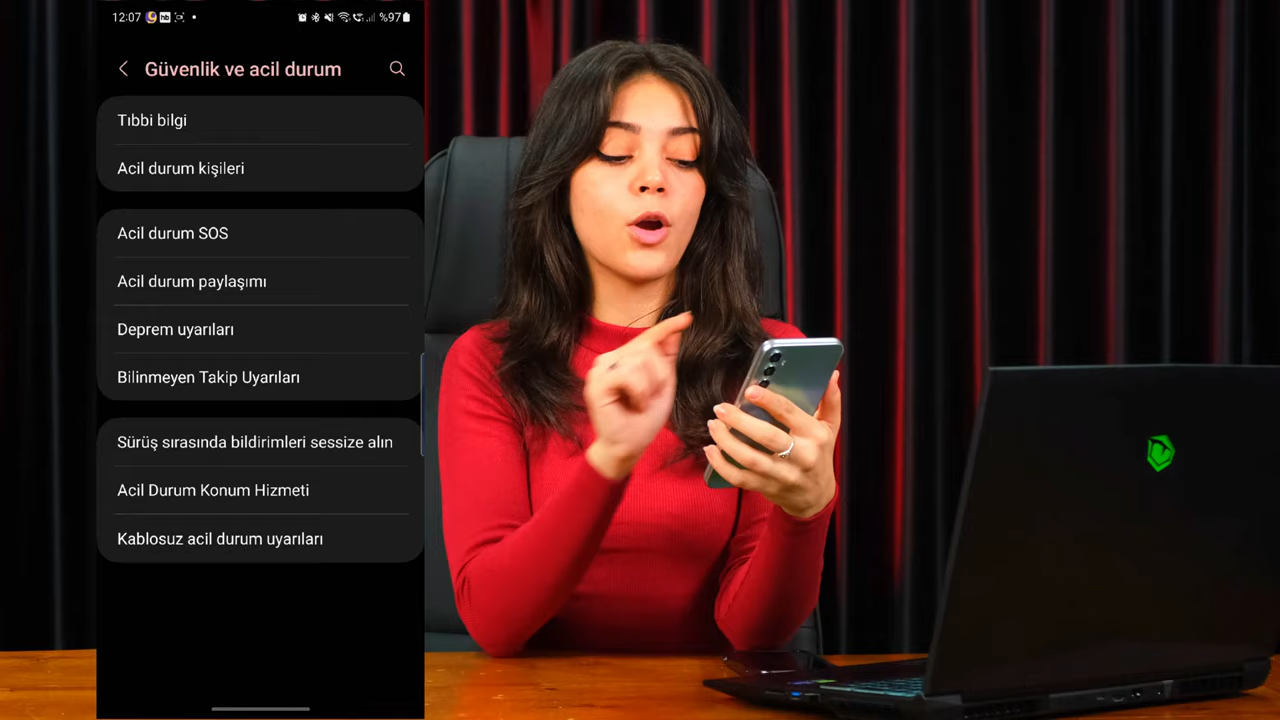 12:07
%97
Güvenlik ve acil durum
Tıbbi bilgi
Acil durum kişileri
Acil durum SOS
Acil durum paylaşımı
Deprem uyarıları
Bilinmeyen Takip Uyarıları
Sürüş sırasında bildirimleri sessize alın
Acil Durum Konum Hizmeti
Kablosuz acil durum uyarıları